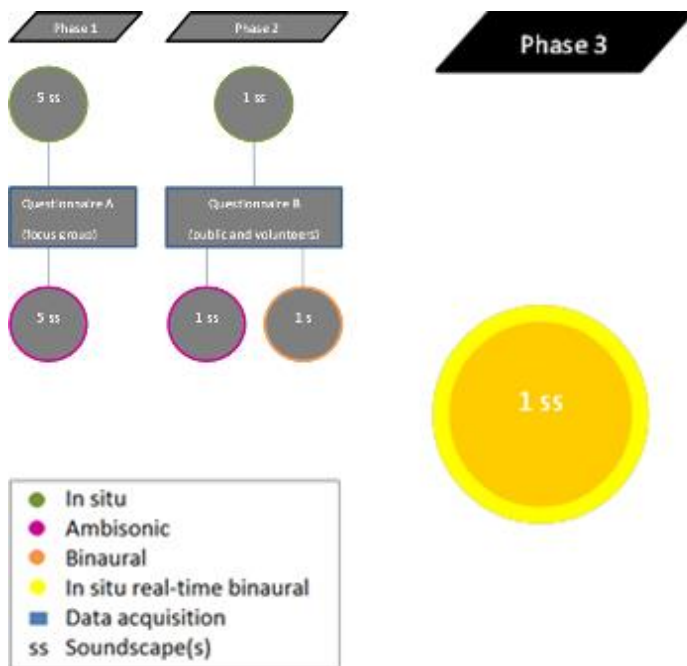 Phase 1
Phase 2
Phase 3
5 ss
1 ss
Questionnaire A
(focus group)
Questionnaire B
(public and volunteers)
5 ss
1 ss
1 s
1 ss
In situ
Ambisonic
Binaural
In situ real-time binaural
Data acquisition
ss Soundscape(s)